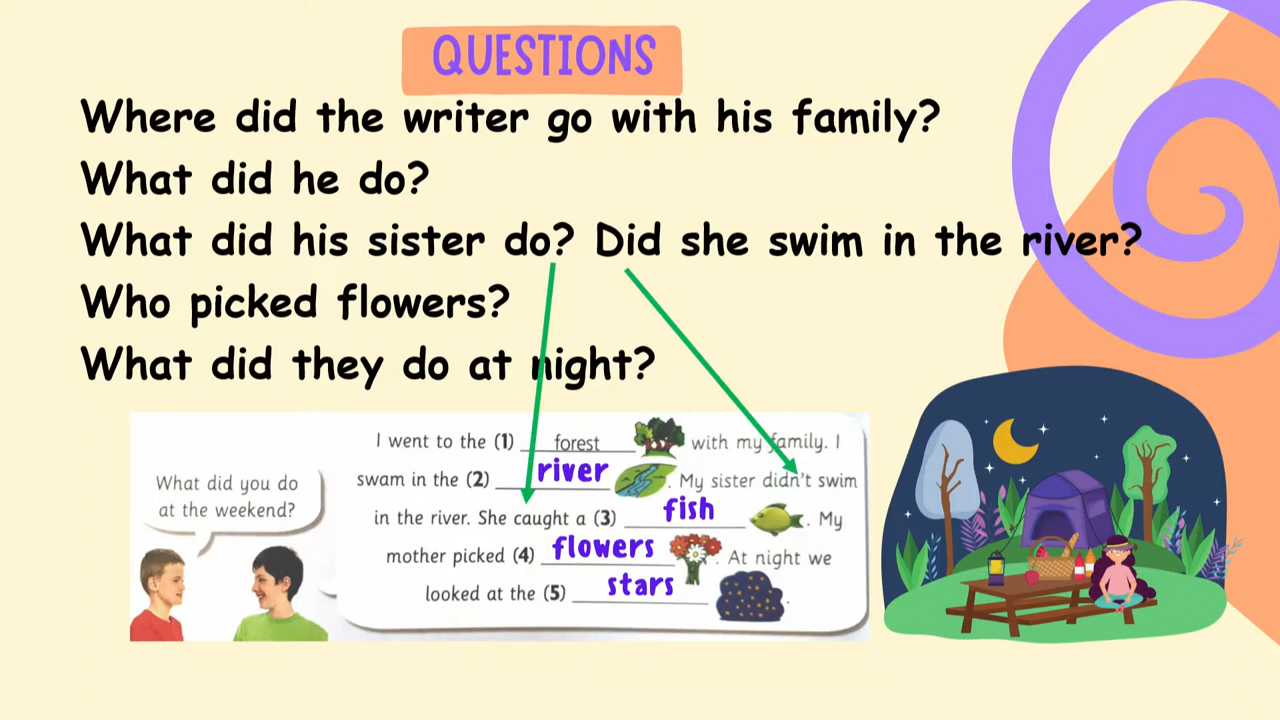 QUESTIONS
Where did the writer go with his family?
What did he do?
What did his sister do? Did she swim in the river?
Who picked flowers?
What did they do at night?
What did you do
at the weekend?
I went to the (1) forest with my family. I
swam in the (2) river . My sister didn't swim
in the river. She caught a (3) fish . My
mother picked (4) flowers . At night we
looked at the (5) stars .